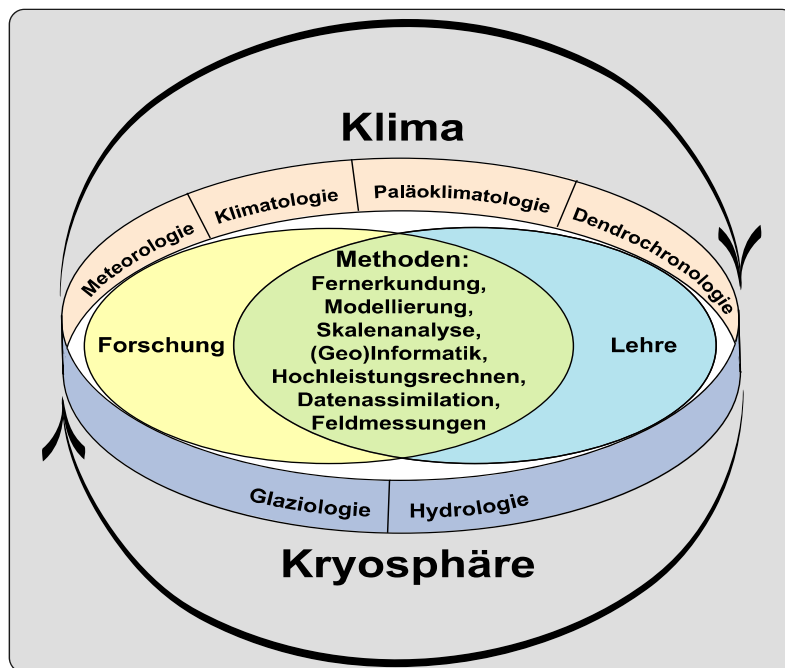 Klima
Meteorologie
Klimatologie
Paläoklimatologie
Dendrochronologie
Methoden:
Fernerkundung,
Modellierung,
Skalenanalyse,
(Geo)Informatik,
Hochleistungsrechnen,
Datenassimilation,
Feldmessungen
Forschung
Lehre
Glaziologie
Hydrologie
Kryosphäre